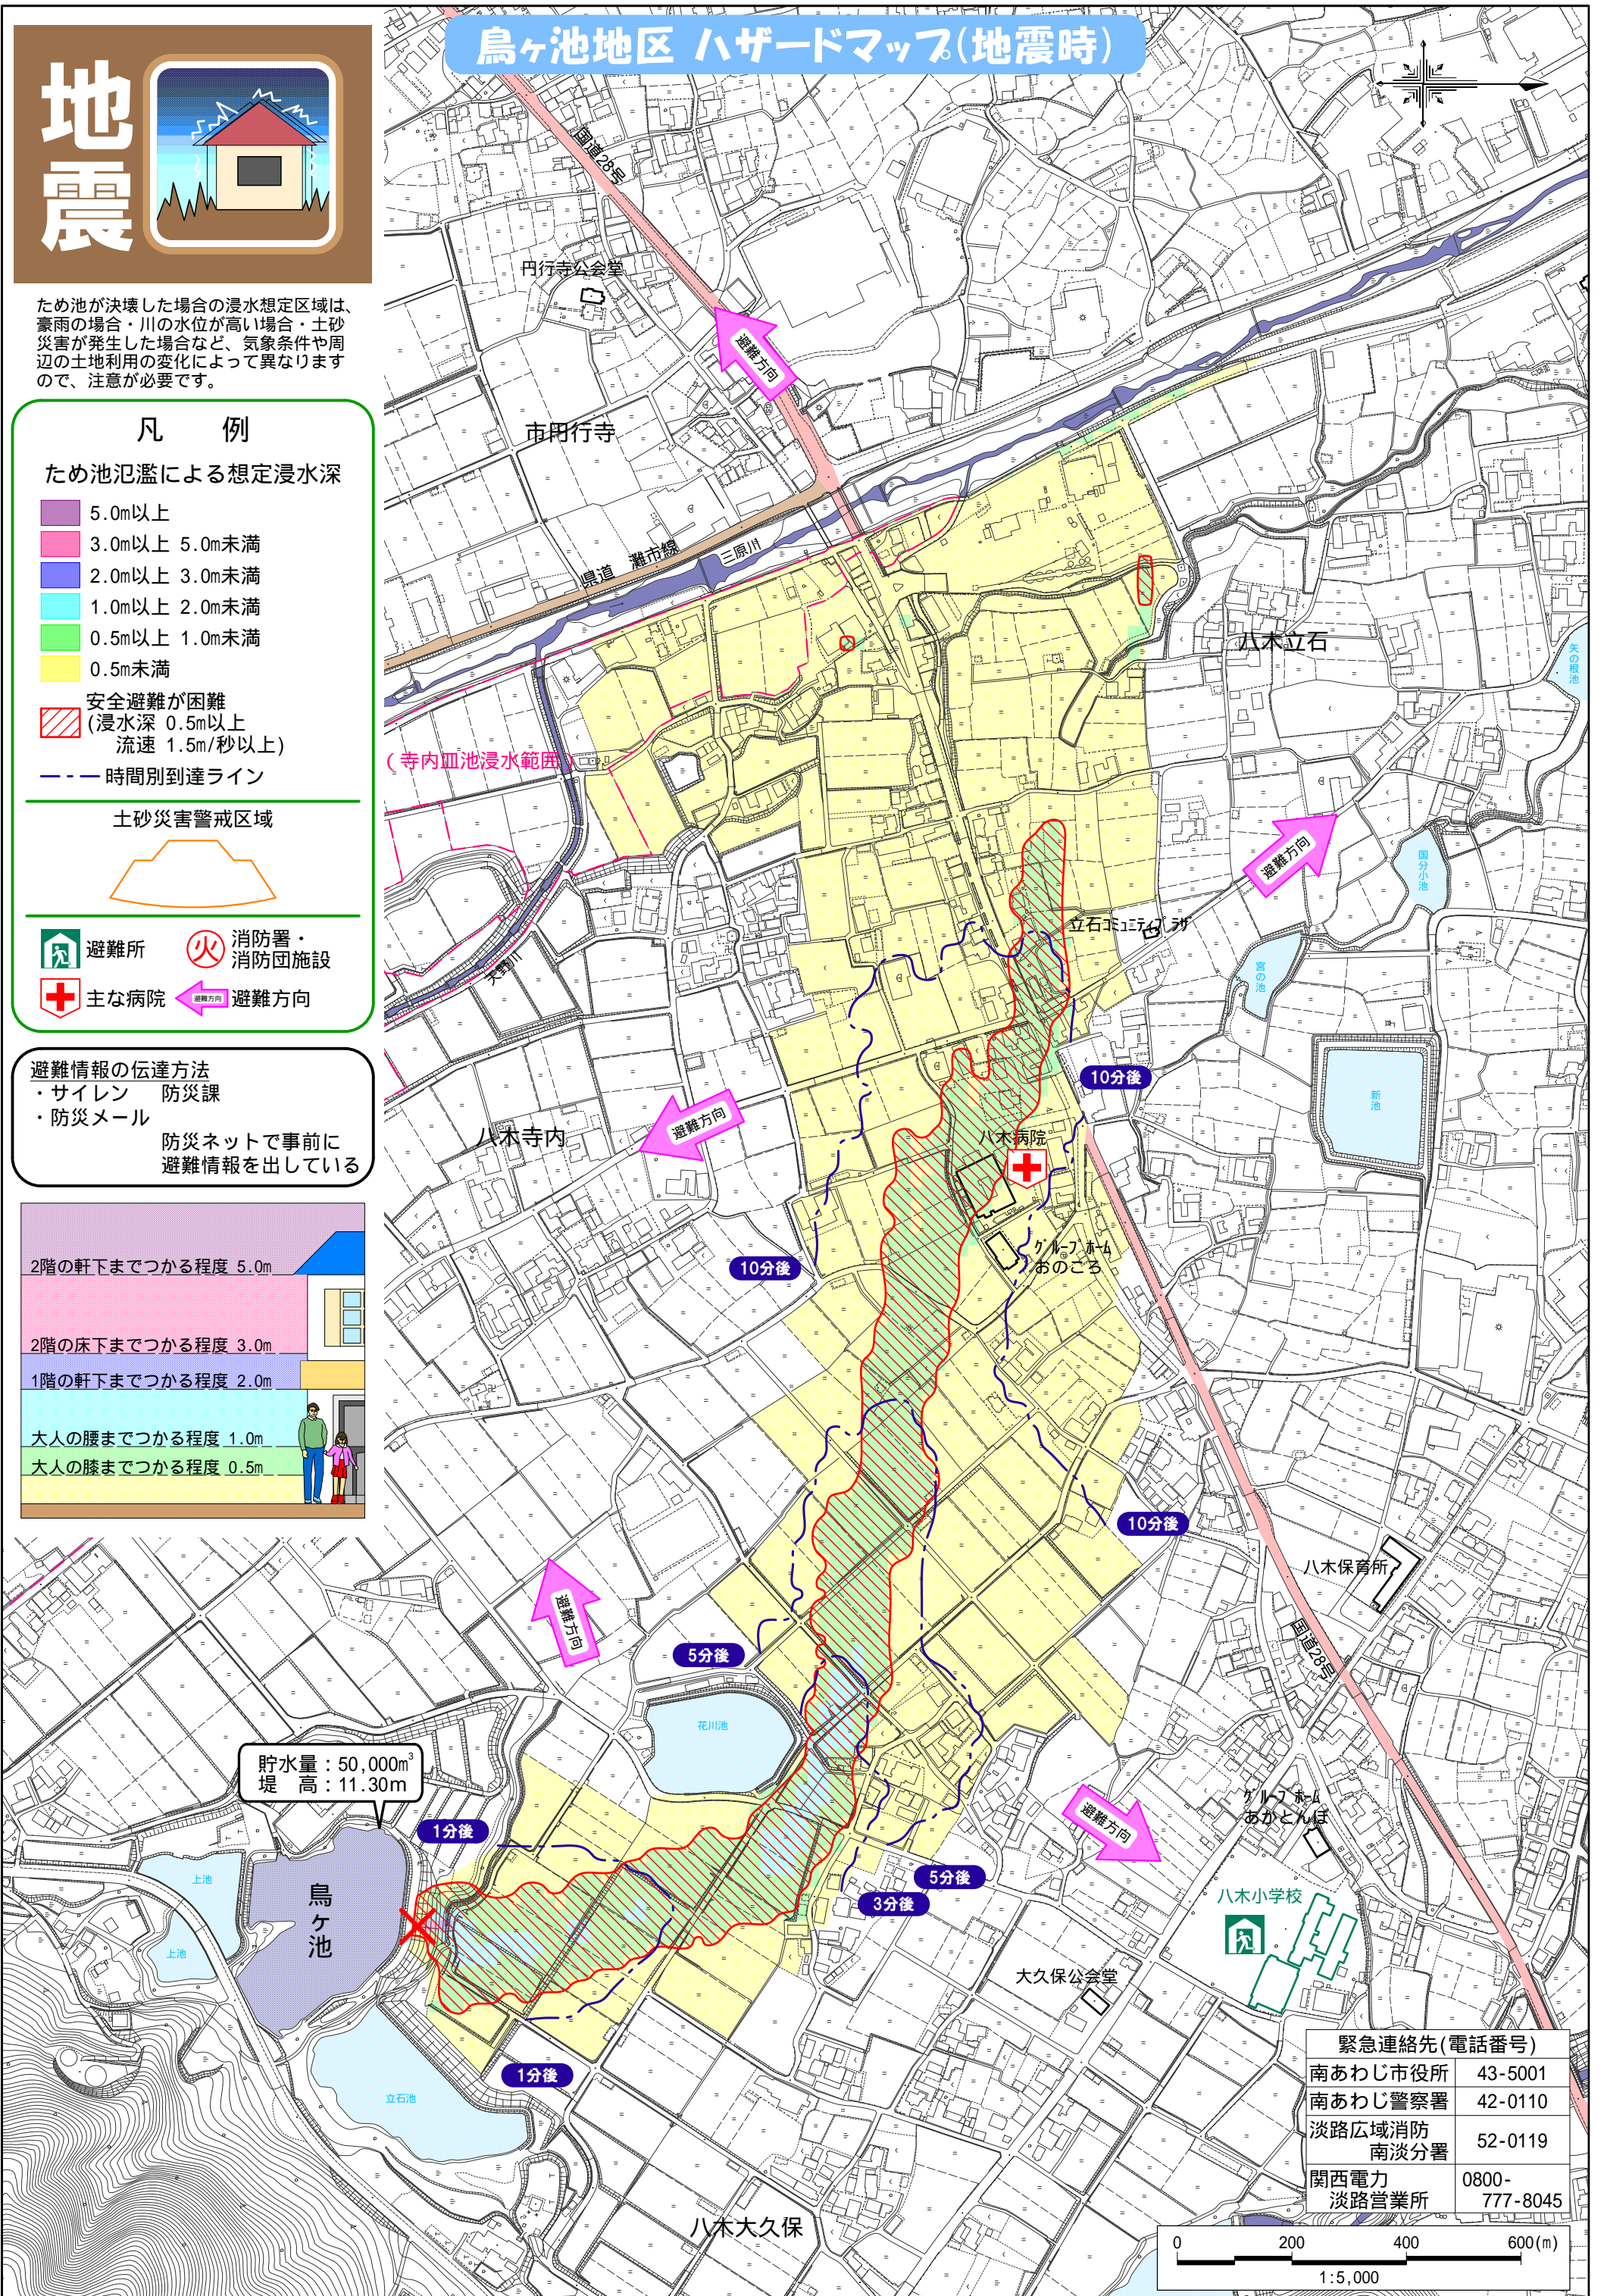 鳥ヶ池地区 ハザードマップ(地震時)
地震
ため池が決壊した場合の浸水想定区域は、
豪雨の場合・川の水位が高い場合・土砂
災害が発生した場合など、気象条件や周
辺の土地利用の変化によって異なります
ので、注意が必要です。
凡 例
ため池氾濫による想定浸水深
5.0m以上
3.0m以上 5.0m未満
2.0m以上 3.0m未満
1.0m以上 2.0m未満
0.5m以上 1.0m未満
0.5m未満
安全避難が困難
(浸水深 0.5m以上
流速 1.5m/秒以上)
時間別到達ライン
土砂災害警戒区域
避難所
消防署・
消防団施設
主な病院
避難方向
避難方向
避難情報の伝達方法
・サイレン 防災課
・防災メール
防災ネットで事前に
避難情報を出している
2階の軒下までつかる程度 5.0m
2階の床下までつかる程度 3.0m
1階の軒下までつかる程度 2.0m
大人の腰までつかる程度 1.0m
大人の膝までつかる程度 0.5m
国道28号
円行寺公会堂
避難方向
市円行寺
県道 灘市線
三原川
八木立石
矢の根池
(寺内皿池浸水範囲)
避難方向
国分小池
立石コミュニティプラザ
宮の池
天野川
新池
10分後
八木寺内
避難方向
八木病院
グループホーム
おのころ
10分後
10分後
八木保育所
国道28号
避難方向
5分後
花川池
貯水量：50,000m³
堤 高：11.30m
1分後
避難方向
グループホーム
あかとんぼ
5分後
3分後
八木小学校
上池
上池
鳥ヶ池
大久保公会堂
1分後
立石池
八木大久保
緊急連絡先(電話番号)
南あわじ市役所 43-5001
南あわじ警察署 42-0110
淡路広域消防
南淡分署 52-0119
関西電力 0800-
淡路営業所 777-8045
0 200 400 600(m)
1:5,000